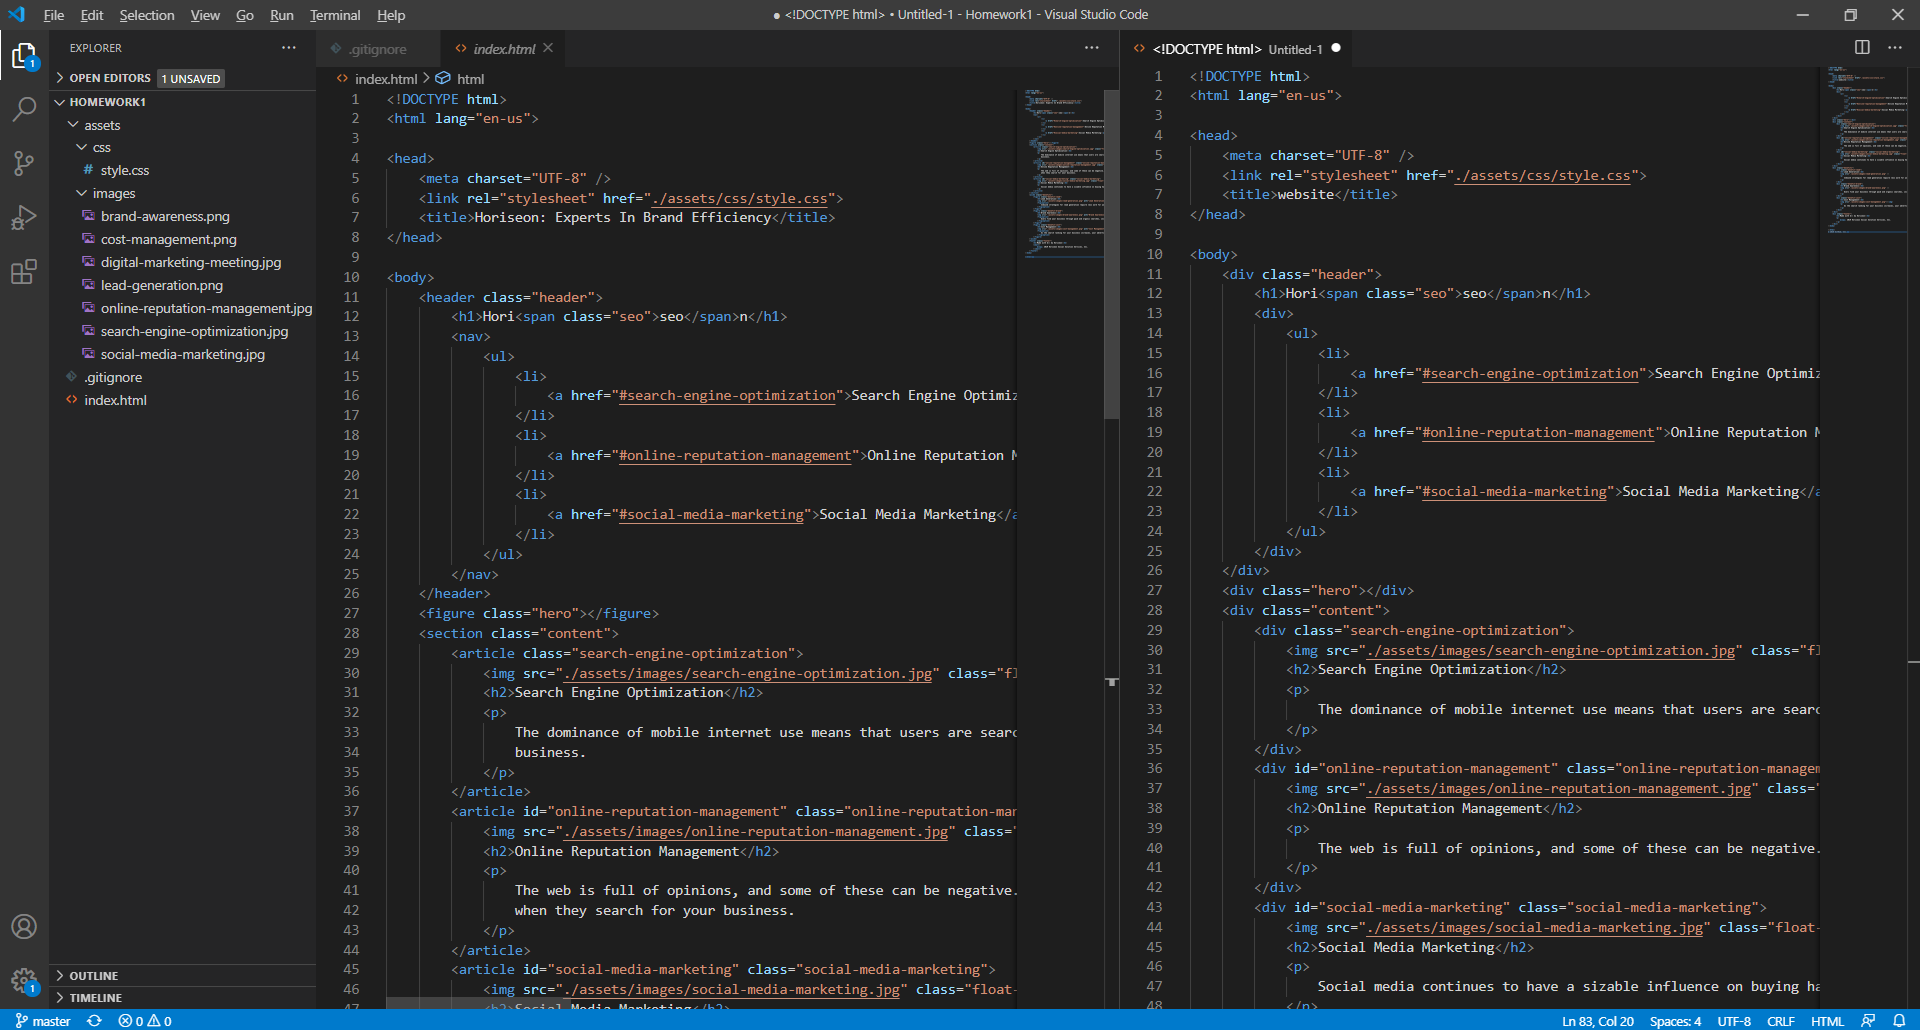 File Edit Selection View Go Run Terminal Help
● <!DOCTYPE html> • Untitled-1 - Homework1 - Visual Studio Code
EXPLORER
OPEN EDITORS 1 UNSAVED
HOMEWORK1
assets
css
# style.css
images
brand-awareness.png
cost-management.png
digital-marketing-meeting.jpg
lead-generation.png
online-reputation-management.jpg
search-engine-optimization.jpg
social-media-marketing.jpg
.gitignore
<> index.html
OUTLINE
TIMELINE
1
1
.gitignore
<> index.html
<> index.html > html
1 <!DOCTYPE html>
2 <html lang="en-us">
3
4 <head>
5 <meta charset="UTF-8" />
6 <link rel="stylesheet" href="./assets/css/style.css">
7 <title>Horiseon: Experts In Brand Efficiency</title>
8 </head>
9
10 <body>
11 <header class="header">
12 <h1>Hori<span class="seo">seo</span>n</h1>
13 <nav>
14 <ul>
15 <li>
16 <a href="#search-engine-optimization">Search Engine Optimiz
17 </li>
18 <li>
19 <a href="#online-reputation-management">Online Reputation M
20 </li>
21 <li>
22 <a href="#social-media-marketing">Social Media Marketing</a
23 </li>
24 </ul>
25 </nav>
26 </header>
27 <figure class="hero"></figure>
28 <section class="content">
29 <article class="search-engine-optimization">
30 <img src="./assets/images/search-engine-optimization.jpg" class="fl
31 <h2>Search Engine Optimization</h2>
32 <p>
33 The dominance of mobile internet use means that users are searc
34 business.
35 </p>
36 </article>
37 <article id="online-reputation-management" class="online-reputation-mar
38 <img src="./assets/images/online-reputation-management.jpg" class="
39 <h2>Online Reputation Management</h2>
40 <p>
41 The web is full of opinions, and some of these can be negative.
42 when they search for your business.
43 </p>
44 </article>
45 <article id="social-media-marketing" class="social-media-marketing">
46 <img src="./assets/images/social-media-marketing.jpg" class="float-
47 <h2>Social Media Marketing</h2>
<> <!DOCTYPE html> Untitled-1 ●
1 <!DOCTYPE html>
2 <html lang="en-us">
3
4 <head>
5 <meta charset="UTF-8" />
6 <link rel="stylesheet" href="./assets/css/style.css">
7 <title>website</title>
8 </head>
9
10 <body>
11 <div class="header">
12 <h1>Hori<span class="seo">seo</span>n</h1>
13 <div>
14 <ul>
15 <li>
16 <a href="#search-engine-optimization">Search Engine Optimiz
17 </li>
18 <li>
19 <a href="#online-reputation-management">Online Reputation M
20 </li>
21 <li>
22 <a href="#social-media-marketing">Social Media Marketing</a
23 </li>
24 </ul>
25 </div>
26 </div>
27 <div class="hero"></div>
28 <div class="content">
29 <div class="search-engine-optimization">
30 <img src="./assets/images/search-engine-optimization.jpg" class="fl
31 <h2>Search Engine Optimization</h2>
32 <p>
33 The dominance of mobile internet use means that users are searc
34 </p>
35 </div>
36 <div id="online-reputation-management" class="online-reputation-managem
37 <img src="./assets/images/online-reputation-management.jpg" class="
38 <h2>Online Reputation Management</h2>
39 <p>
40 The web is full of opinions, and some of these can be negative.
41 </p>
42 </div>
43 <div id="social-media-marketing" class="social-media-marketing">
44 <img src="./assets/images/social-media-marketing.jpg" class="float-
45 <h2>Social Media Marketing</h2>
46 <p>
47 Social media continues to have a sizable influence on buying ha
48 </p>
master 0 0 Ln 83, Col 20 Spaces: 4 UTF-8 CRLF HTML